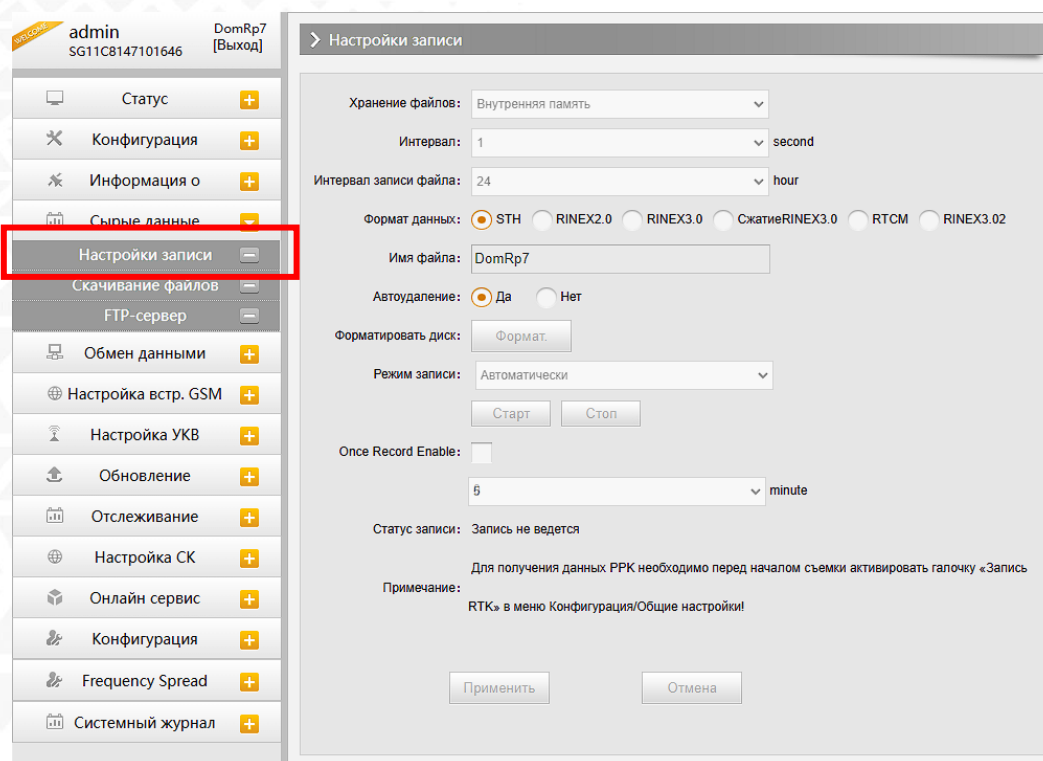 WELCOME
admin
DomRp7
SG11C8147101646
[Выход]
Статус
Конфигурация
Информация о
Сырые данные
Настройки записи
Скачивание файлов
FTP-сервер
Обмен данными
Настройка встр. GSM
Настройка УКВ
Обновление
Отслеживание
Настройка СК
Онлайн сервис
Конфигурация
Frequency Spread
Системный журнал
Настройки записи
Хранение файлов: Внутренняя память
Интервал: 1 second
Интервал записи файла: 24 hour
Формат данных: STH RINEX2.0 RINEX3.0 СжатиеRINEX3.0 RTCM RINEX3.02
Имя файла: DomRp7
Автоудаление: Да Нет
Форматировать диск: Формат.
Режим записи: Автоматически
Старт Стоп
Once Record Enable:
minute
Статус записи: Запись не ведется
Примечание: Для получения данных PPK необходимо перед началом съемки активировать галочку «Запись
RTK» в меню Конфигурация/Общие настройки!
Применить Отмена